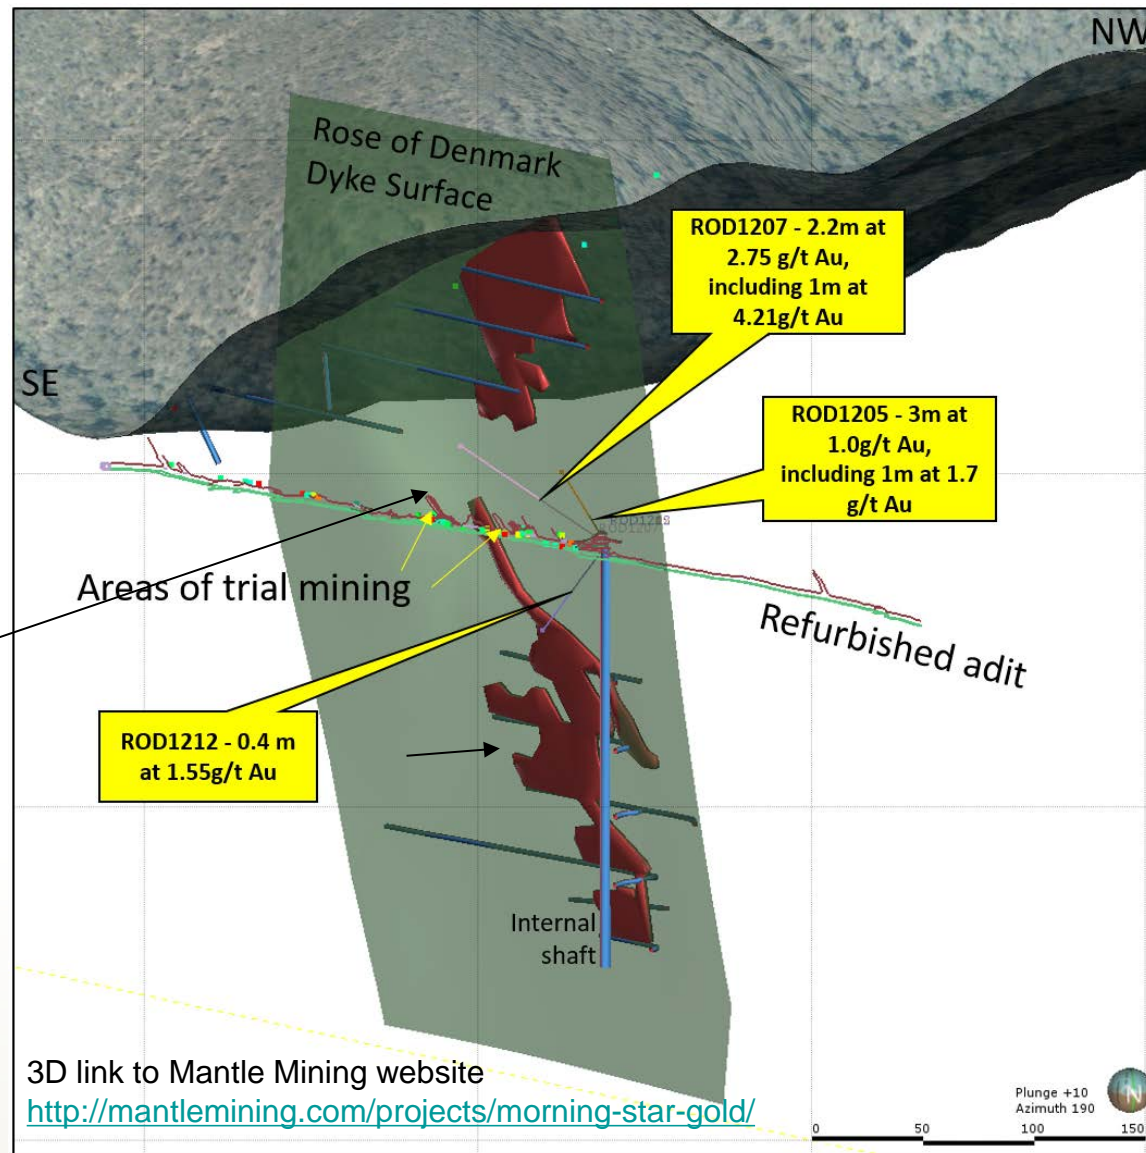 NW
Rose of Denmark
Dyke Surface
ROD1207 - 2.2m at
2.75 g/t Au,
including 1m at
4.21g/t Au
SE
ROD1205 - 3m at
1.0g/t Au,
including 1m at 1.7
g/t Au
Areas of trial mining
Refurbished adit
ROD1212 - 0.4 m
at 1.55g/t Au
Internal
shaft
3D link to Mantle Mining website
http://mantlemining.com/projects/morning-star-gold/
Plunge +10
Azimuth 190
N
0 50 100 150